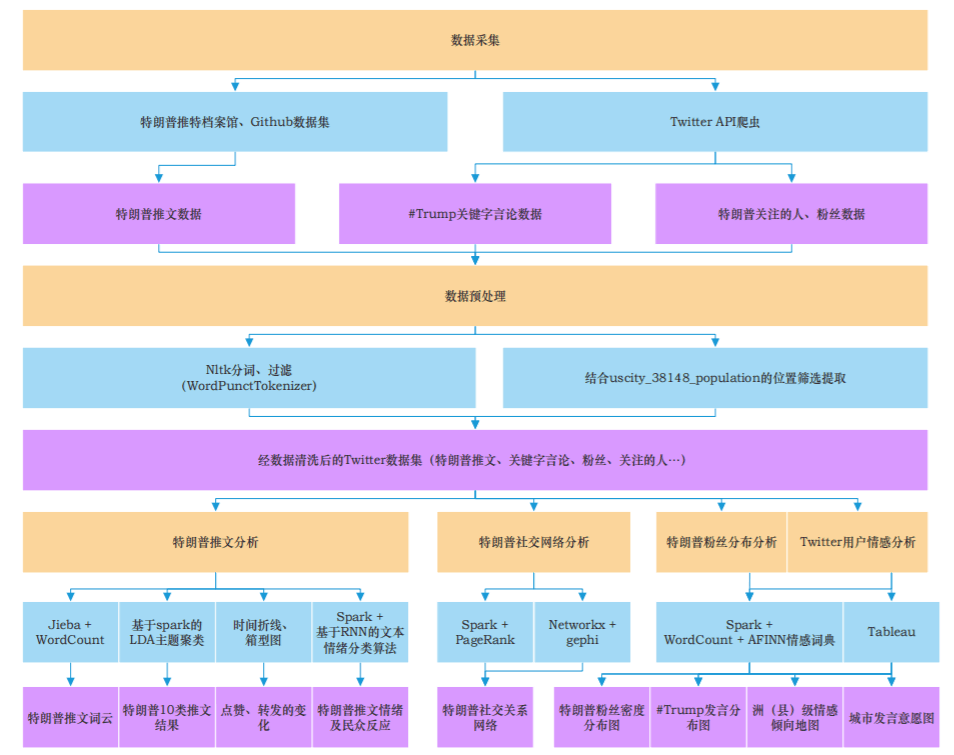 数据采集
特朗普推特档案馆、Github数据集
Twitter API爬虫
特朗普推文数据
#Trump关键字言论数据
特朗普关注的人、粉丝数据
数据预处理
Nltk分词、过滤
(WordPunctTokenizer)
结合uscity_38148_population的位置筛选提取
经数据清洗后的Twitter数据集（特朗普推文、关键字言论、粉丝、关注的人…）
特朗普推文分析
特朗普社交网络分析
特朗普粉丝分布分析
Twitter用户情感分析
Jieba +
WordCount
基于spark的
LDA主题聚类
时间折线、
箱型图
Spark +
基于RNN的文本
情绪分类算法
Spark +
PageRank
Networkx +
gephi
Spark +
WordCount + AFINN情感词典
Tableau
特朗普推文词云
特朗普10类推文
结果
点赞、转发的变
化
特朗普推文情绪
及民众反应
特朗普社交关系
网络
特朗普粉丝密度
分布图
#Trump发言分
布图
洲（县）级情感
倾向地图
城市发言意愿图